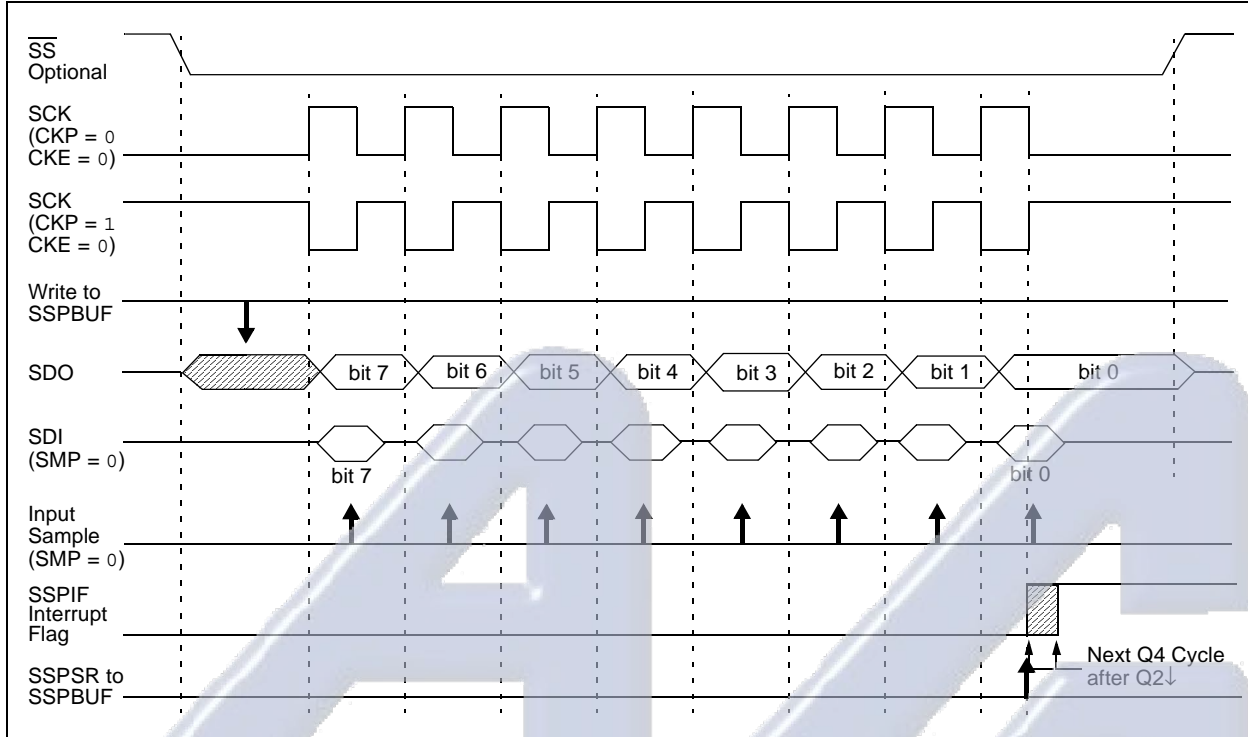 SS
Optional
SCK
(CKP = 0
CKE = 0)
SCK
(CKP = 1
CKE = 0)
Write to
SSPBUF
SDO
bit 7
bit 6
bit 5
bit 4
bit 3
bit 2
bit 1
bit 0
SDI
(SMP = 0)
bit 7
bit 0
Input
Sample
(SMP = 0)
SSPIF
Interrupt
Flag
Next Q4 Cycle
after Q2↓
SSPSR to
SSPBUF